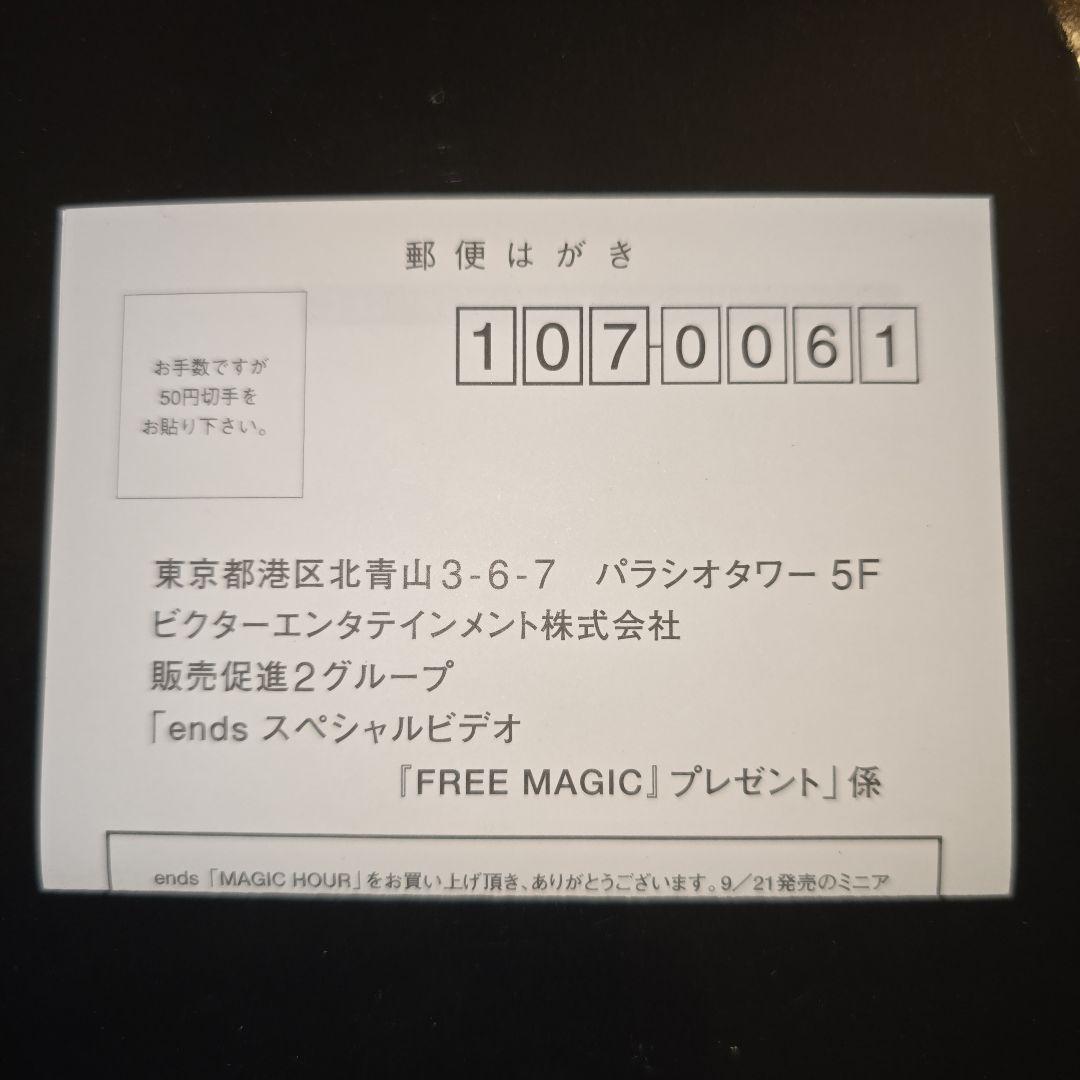 郵便はがき
お手数ですが
50円切手を
お貼り下さい。
107-0061
東京都港区北青山3-6-7　パラシオタワー 5F
ビクターエンタテインメント株式会社
販売促進2グループ
「ends スペシャルビデオ
『FREE MAGIC』プレゼント」係
ends「MAGIC HOUR」をお買い上げ頂き、ありがとうございます。9/21発売のミニア